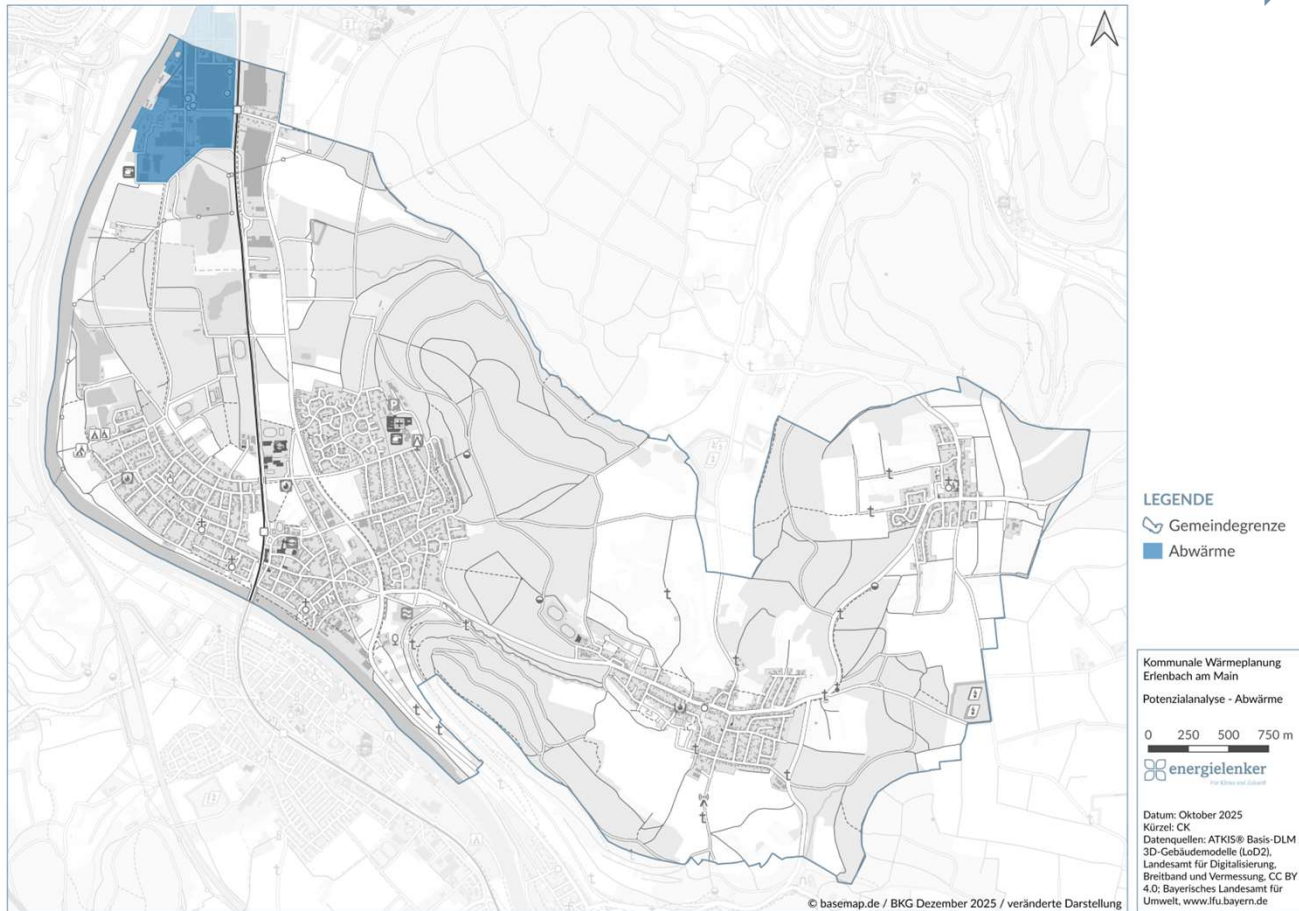 LEGENDE
Gemeindegrenze
Abwärme
Kommunale Wärmeplanung
Erlenbach am Main
Potenzialanalyse - Abwärme
0 250 500 750 m
energielenker
Datum: Oktober 2025
Kürzel: CK
Datenquellen: ATKIS® Basis-DLM
3D-Gebäudemodelle (LoD2),
Landesamt für Digitalisierung,
Breitband und Vermessung, CC BY
4.0; Bayerisches Landesamt für
Umwelt, www.lfu.bayern.de
© basemap.de / BKG Dezember 2025 / veränderte Darstellung